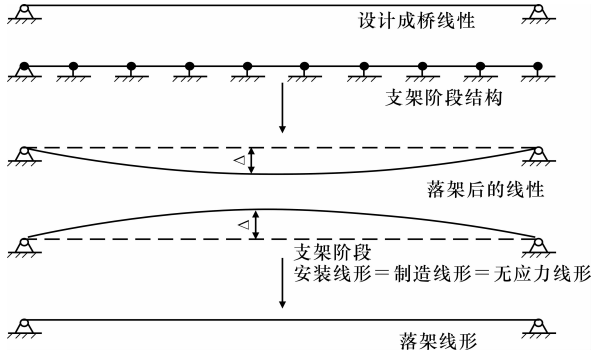 设计成桥线性
支架阶段结构
△
落架后的线性
△
支架阶段
安装线形＝制造线形＝无应力线形
落架线形